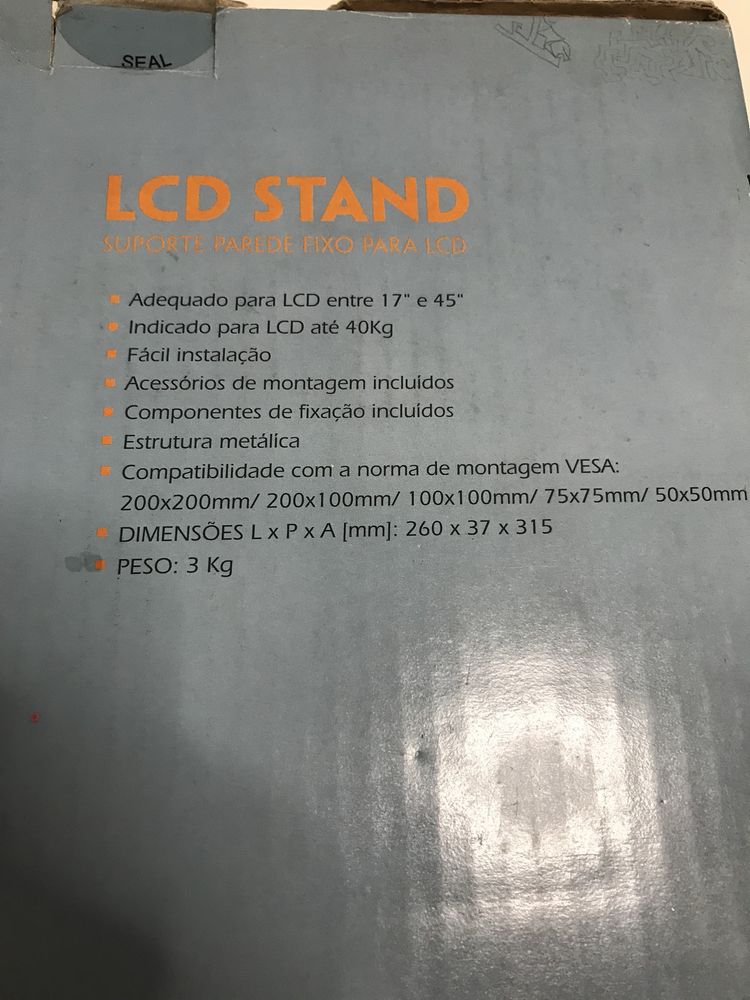 SEAL
LCD STAND
SUPORTE PAREDE FIXO PARA LCD
Adequado para LCD entre 17" e 45"
Indicado para LCD até 40Kg
Fácil instalação
Acessórios de montagem incluídos
Componentes de fixação incluídos
Estrutura metálica
Compatibilidade com a norma de montagem VESA:
200x200mm/ 200x100mm/ 100x100mm/ 75x75mm/ 50x50mm
DIMENSÕES L x P x A [mm]: 260 x 37 x 315
PESO: 3 Kg